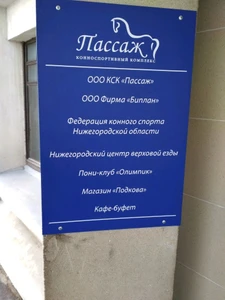 Пассаж
КОННОСПОРТИВНЫЙ КОМПЛЕКС
ООО КСК «Пассаж»
ООО Фирма «Биплан»
Федерация конного спорта
Нижегородской области
Нижегородский центр верховой езды
Пони-клуб «Олимпик»
Магазин «Подкова»
Кафе-буфет